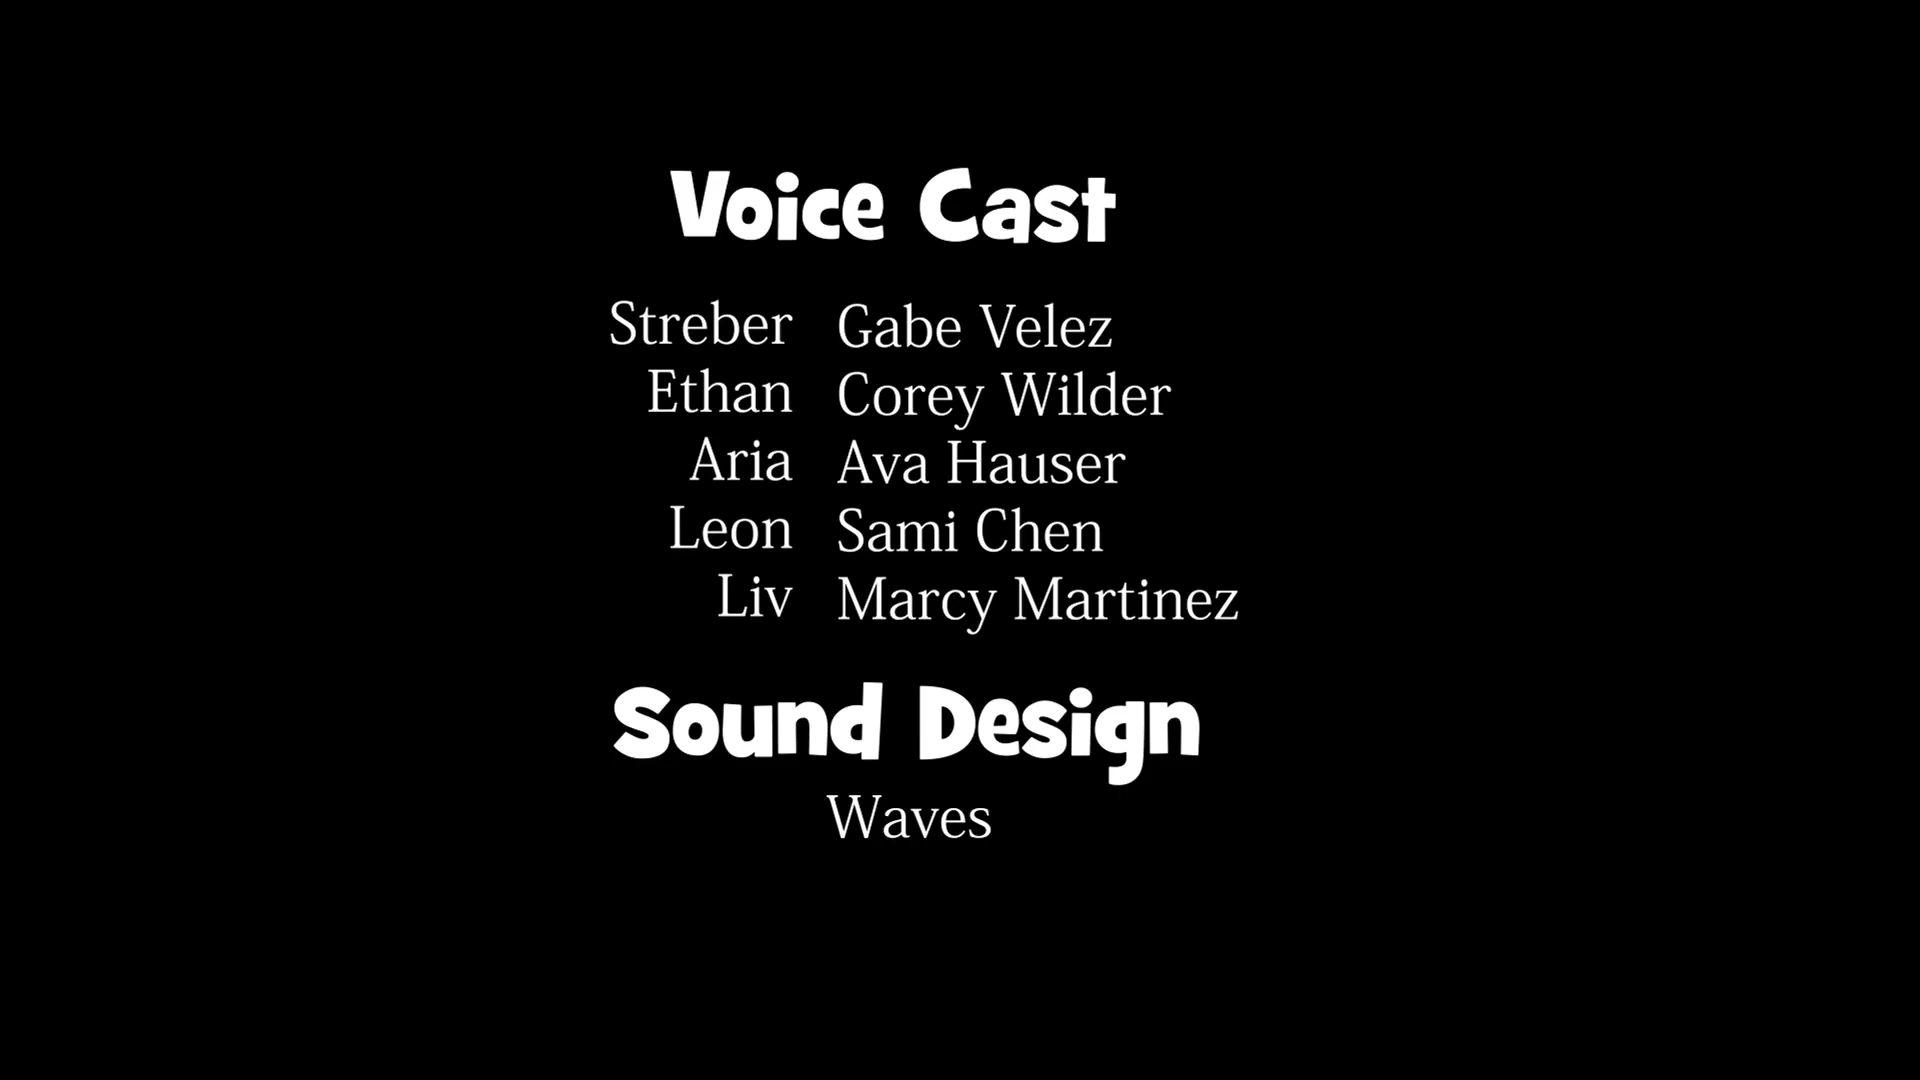 Voice Cast
Streber Gabe Velez
Ethan Corey Wilder
Aria Ava Hauser
Leon Sami Chen
Liv Marcy Martinez
Sound Design
Waves